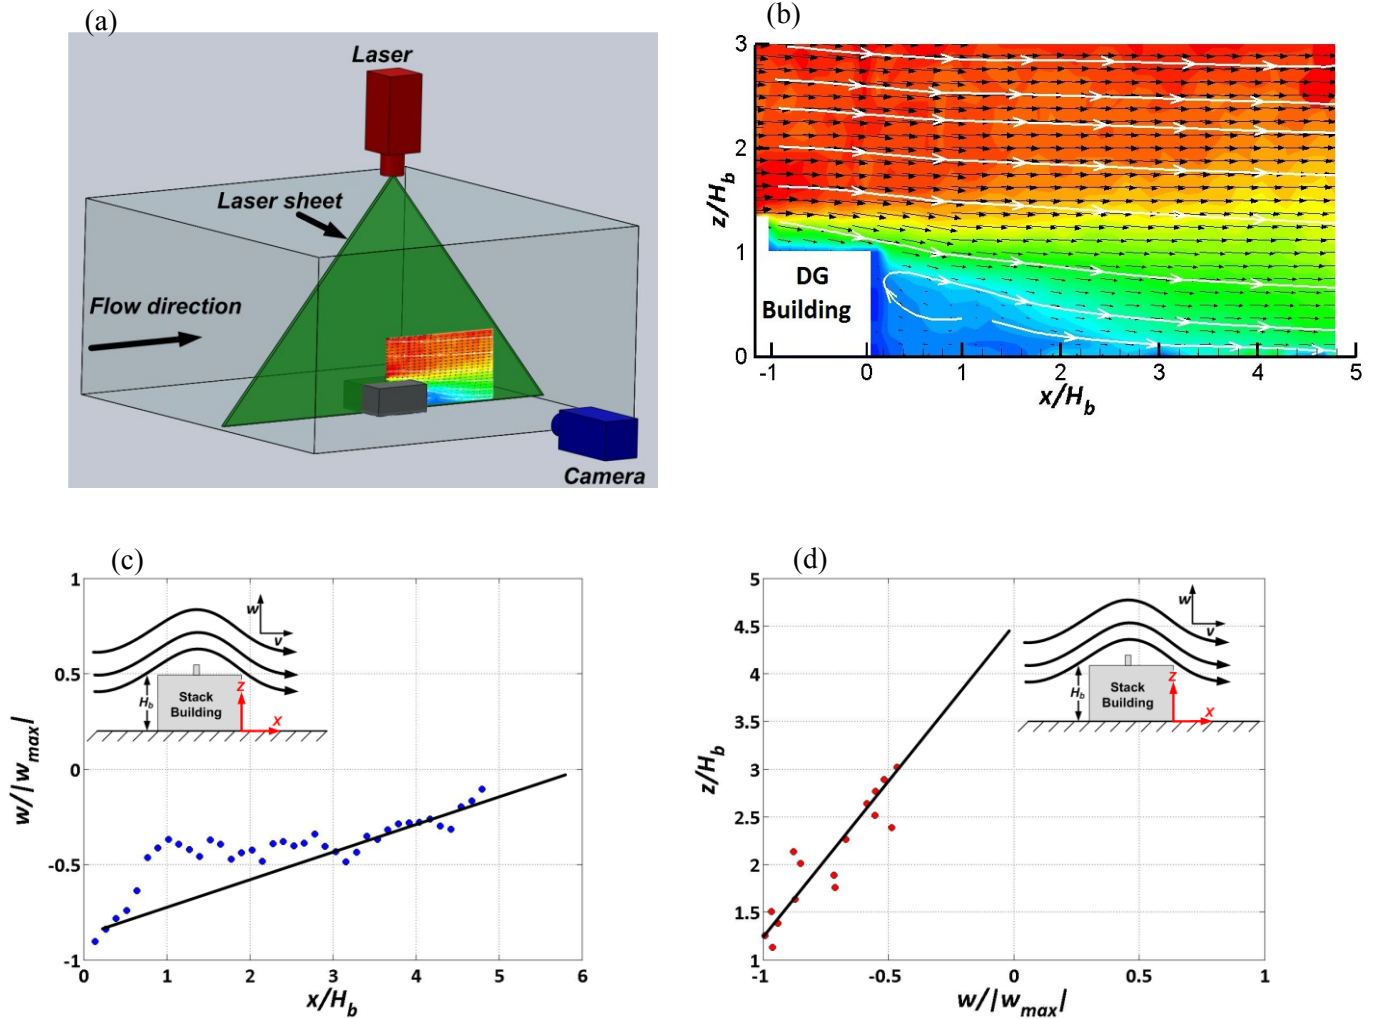 (a)
Laser
Laser sheet
Flow direction
Camera
(b)
3
2
1
0
z/H_b
DG
Building
-1 0 1 2 3 4 5
x/H_b
(c)
1
0.5
0
-0.5
-1
w/|w_max|
w
v
H_b
Stack
Building
Z
X
0 1 2 3 4 5 6
x/H_b
(d)
5
4.5
4
3.5
3
2.5
2
1.5
1
z/H_b
w
v
H_b
Stack
Building
Z
X
-1 -0.5 0 0.5 1
w/|w_max|